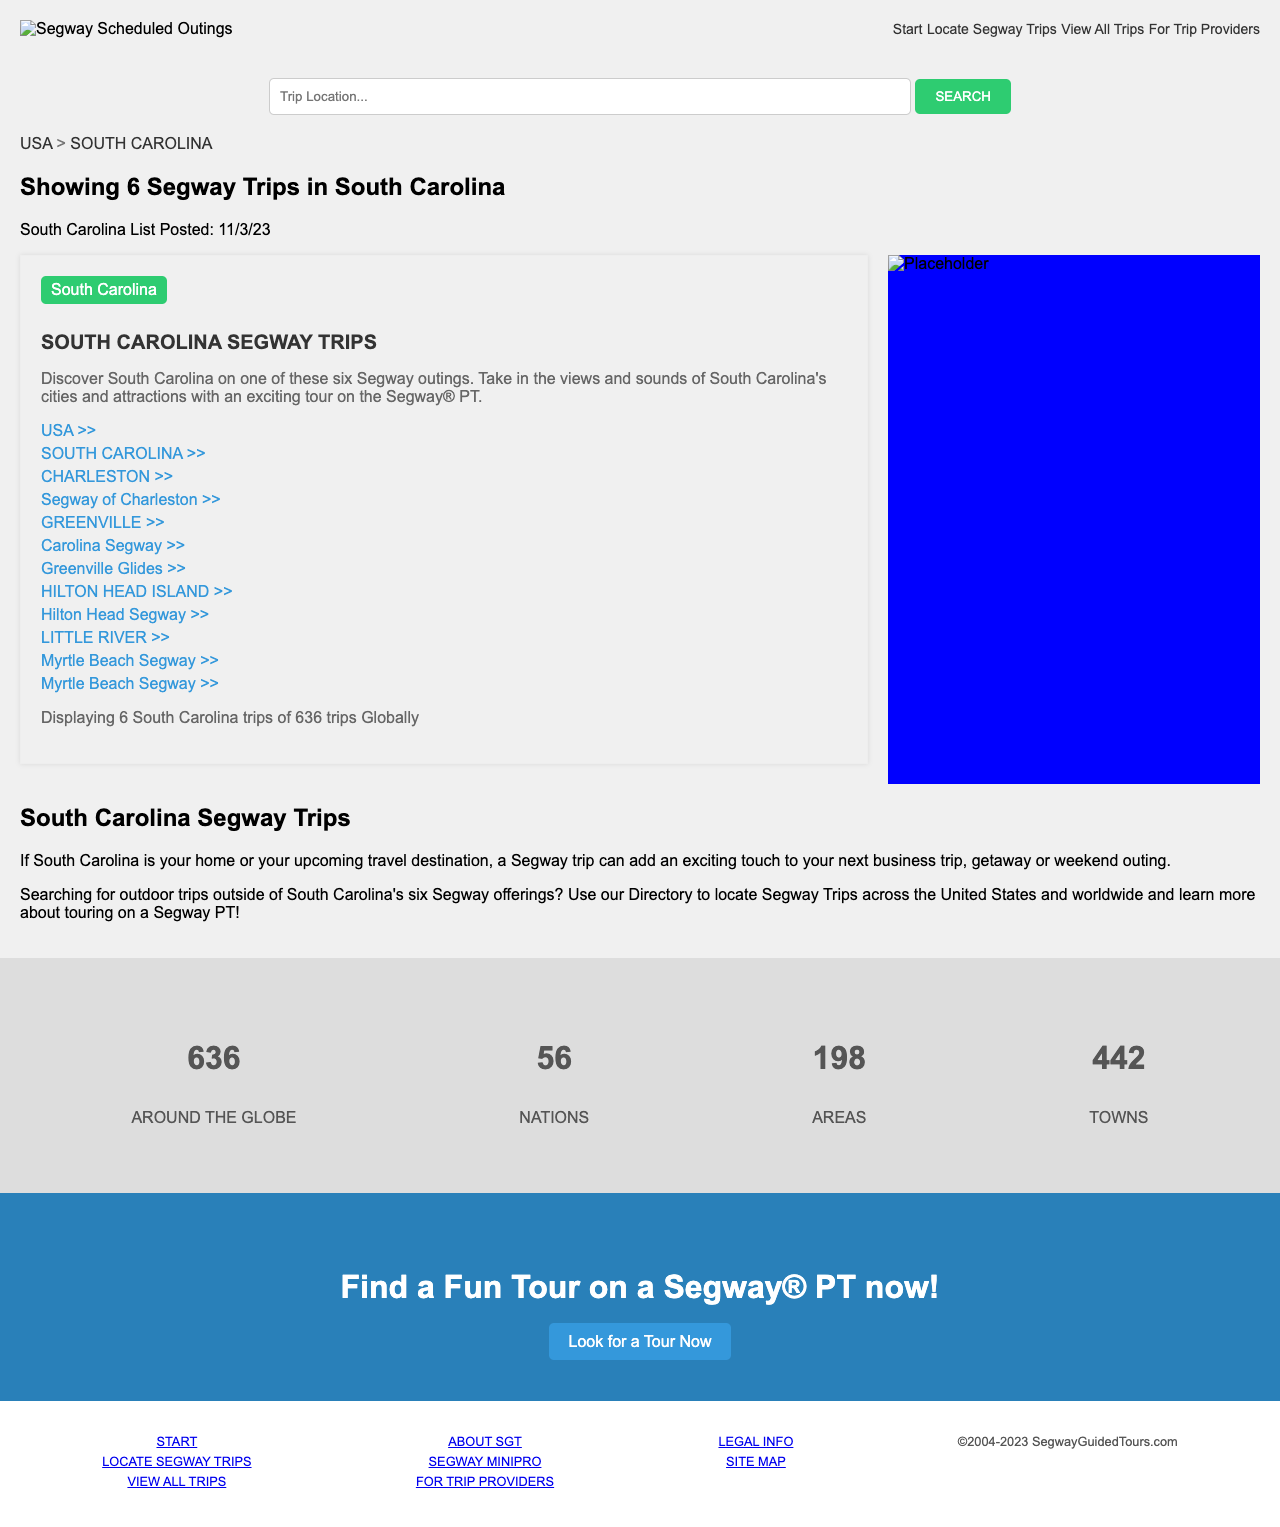 Segway Scheduled Outings
Start Locate Segway Trips View All Trips For Trip Providers
Trip Location...
SEARCH
USA > SOUTH CAROLINA
Showing 6 Segway Trips in South Carolina
South Carolina List Posted: 11/3/23
South Carolina
SOUTH CAROLINA SEGWAY TRIPS
Discover South Carolina on one of these six Segway outings. Take in the views and sounds of South Carolina's
cities and attractions with an exciting tour on the Segway® PT.
USA >>
SOUTH CAROLINA >>
CHARLESTON >>
Segway of Charleston >>
GREENVILLE >>
Carolina Segway >>
Greenville Glides >>
HILTON HEAD ISLAND >>
Hilton Head Segway >>
LITTLE RIVER >>
Myrtle Beach Segway >>
Myrtle Beach Segway >>
Displaying 6 South Carolina trips of 636 trips Globally
Placeholder
South Carolina Segway Trips
If South Carolina is your home or your upcoming travel destination, a Segway trip can add an exciting touch to your next business trip, getaway or weekend outing.
Searching for outdoor trips outside of South Carolina's six Segway offerings? Use our Directory to locate Segway Trips across the United States and worldwide and learn more
about touring on a Segway PT!
636
AROUND THE GLOBE
56
NATIONS
198
AREAS
442
TOWNS
Find a Fun Tour on a Segway® PT now!
Look for a Tour Now
START
LOCATE SEGWAY TRIPS
VIEW ALL TRIPS
ABOUT SGT
SEGWAY MINIPRO
FOR TRIP PROVIDERS
LEGAL INFO
SITE MAP
©2004-2023 SegwayGuidedTours.com